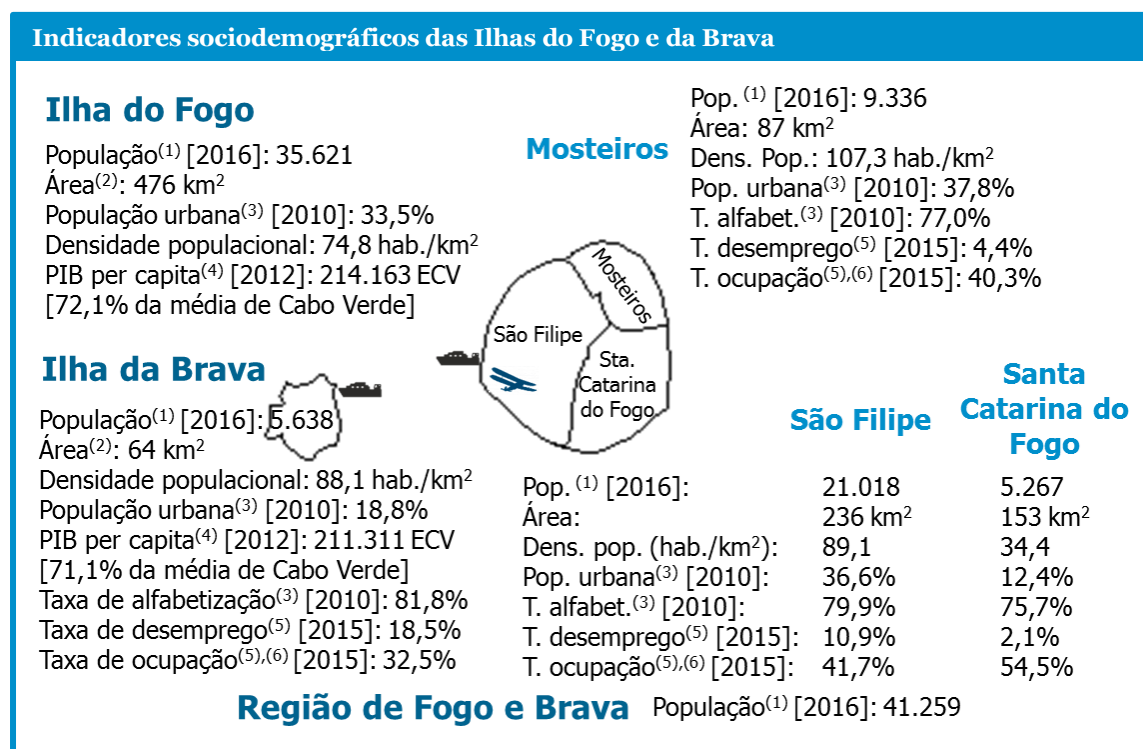 Indicadores sociodemográficos das Ilhas do Fogo e da Brava
Ilha do Fogo
População(1) [2016]: 35.621
Área(2): 476 km²
População urbana(3) [2010]: 33,5%
Densidade populacional: 74,8 hab./km²
PIB per capita(4) [2012]: 214.163 ECV
[72,1% da média de Cabo Verde]
Mosteiros
Pop. (1) [2016]: 9.336
Área: 87 km²
Dens. Pop.: 107,3 hab./km²
Pop. urbana(3) [2010]: 37,8%
T. alfabet.(3) [2010]: 77,0%
T. desemprego(5) [2015]: 4,4%
T. ocupação(5),(6) [2015]: 40,3%
Mosteiros
São Filipe
Sta.
Catarina
do Fogo
Ilha da Brava
População(1) [2016]: 5.638
Área(2): 64 km²
Densidade populacional: 88,1 hab./km²
População urbana(3) [2010]: 18,8%
PIB per capita(4) [2012]: 211.311 ECV
[71,1% da média de Cabo Verde]
Taxa de alfabetização(3) [2010]: 81,8%
Taxa de desemprego(5) [2015]: 18,5%
Taxa de ocupação(5),(6) [2015]: 32,5%
São Filipe
Santa
Catarina do
Fogo
Pop. (1) [2016]: 21.018 5.267
Área: 236 km² 153 km²
Dens. pop. (hab./km²): 89,1 34,4
Pop. urbana(3) [2010]: 36,6% 12,4%
T. alfabet.(3) [2010]: 79,9% 75,7%
T. desemprego(5) [2015]: 10,9% 2,1%
T. ocupação(5),(6) [2015]: 41,7% 54,5%
Região de Fogo e Brava População(1) [2016]: 41.259